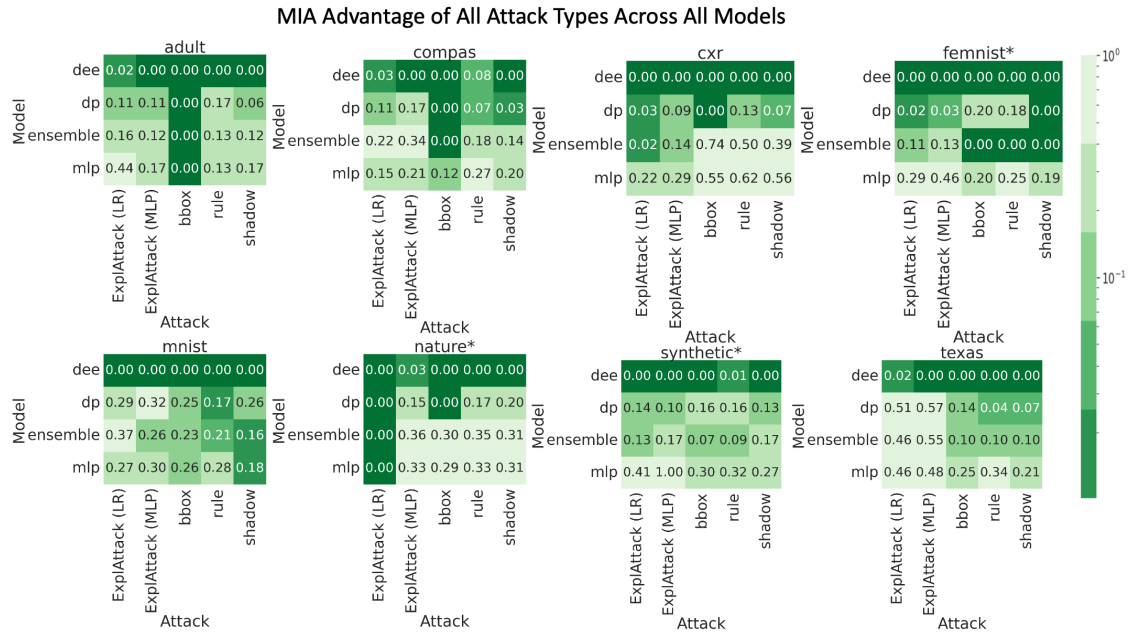 MIA Advantage of All Attack Types Across All Models
adult
Model
dee 0.02 0.00 0.00 0.00 0.00
dp 0.11 0.11 0.00 0.17 0.06
ensemble 0.16 0.12 0.00 0.13 0.12
mlp 0.44 0.17 0.00 0.13 0.17
ExplAttack (LR)
ExplAttack (MLP)
bbox
rule
shadow
Attack
compas
Model
dee 0.03 0.00 0.00 0.08 0.00
dp 0.11 0.17 0.00 0.07 0.03
ensemble 0.22 0.34 0.00 0.18 0.14
mlp 0.15 0.21 0.12 0.27 0.20
ExplAttack (LR)
ExplAttack (MLP)
bbox
rule
shadow
Attack
cxr
Model
dee 0.00 0.00 0.00 0.00 0.00
dp 0.03 0.09 0.00 0.13 0.07
ensemble 0.02 0.14 0.74 0.50 0.39
mlp 0.22 0.29 0.55 0.62 0.56
ExplAttack (LR)
ExplAttack (MLP)
bbox
rule
shadow
Attack
femnist*
Model
dee 0.00 0.00 0.00 0.00 0.00
dp 0.02 0.03 0.20 0.18 0.00
ensemble 0.11 0.13 0.00 0.00 0.00
mlp 0.29 0.46 0.20 0.25 0.19
ExplAttack (LR)
ExplAttack (MLP)
bbox
rule
shadow
Attack
10⁰
10⁻¹
mnist
Model
dee 0.00 0.00 0.00 0.00 0.00
dp 0.29 0.32 0.25 0.17 0.26
ensemble 0.37 0.26 0.23 0.21 0.16
mlp 0.27 0.30 0.26 0.28 0.18
ExplAttack (LR)
ExplAttack (MLP)
bbox
rule
shadow
Attack
nature*
Model
dee 0.00 0.03 0.00 0.00 0.00
dp 0.00 0.15 0.00 0.17 0.20
ensemble 0.00 0.36 0.30 0.35 0.31
mlp 0.00 0.33 0.29 0.33 0.31
ExplAttack (LR)
ExplAttack (MLP)
bbox
rule
shadow
Attack
synthetic*
Model
dee 0.00 0.00 0.00 0.01 0.00
dp 0.14 0.10 0.16 0.16 0.13
ensemble 0.13 0.17 0.07 0.09 0.17
mlp 0.41 1.00 0.30 0.32 0.27
ExplAttack (LR)
ExplAttack (MLP)
bbox
rule
shadow
Attack
texas
Model
dee 0.02 0.00 0.00 0.00 0.00
dp 0.51 0.57 0.14 0.04 0.07
ensemble 0.46 0.55 0.10 0.10 0.10
mlp 0.46 0.48 0.25 0.34 0.21
ExplAttack (LR)
ExplAttack (MLP)
bbox
rule
shadow
Attack